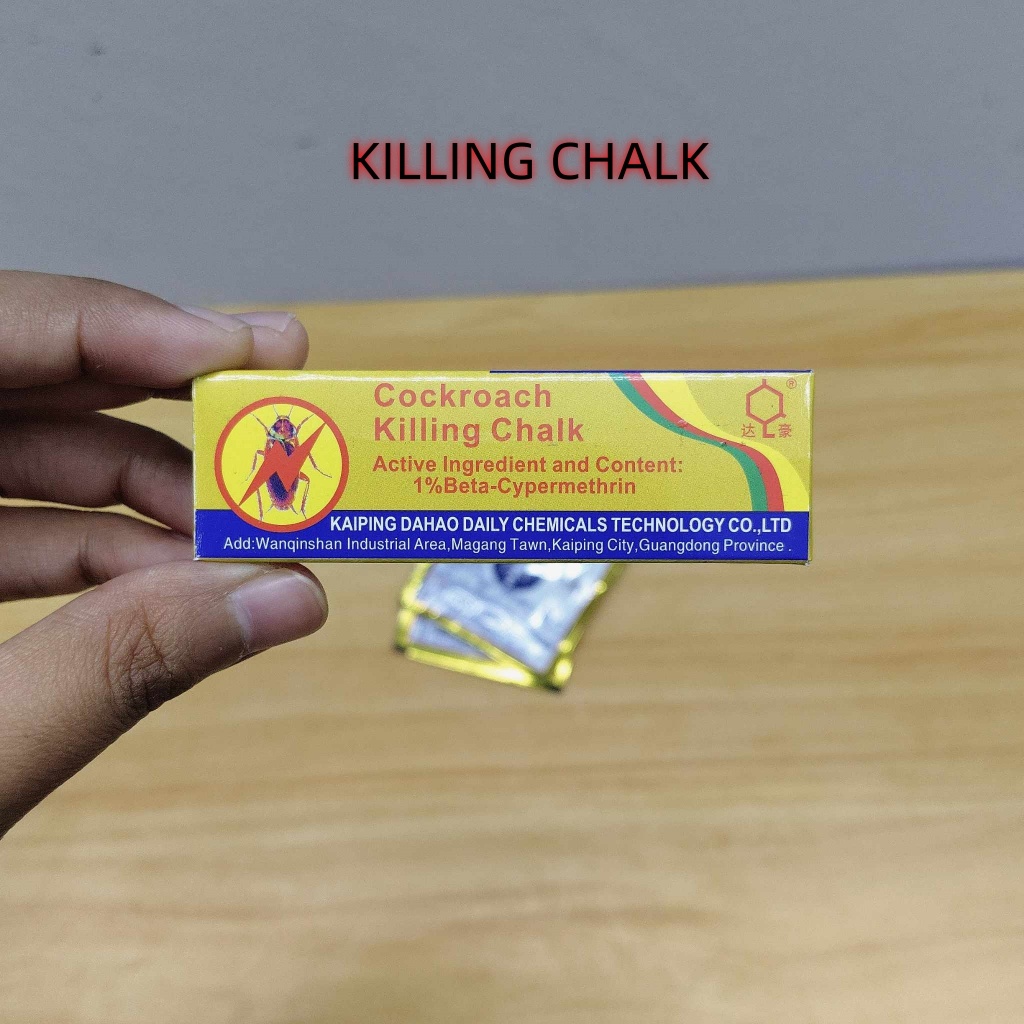 KILLING CHALK
Cockroach
Killing Chalk
Active Ingredient and Content:
1%Beta-Cypermethrin
®
达豪
KAIPING DAHAO DAILY CHEMICALS TECHNOLOGY CO.,LTD
Add:Wanqinshan Industrial Area,Magang Tawn,Kaiping City,Guangdong Province .